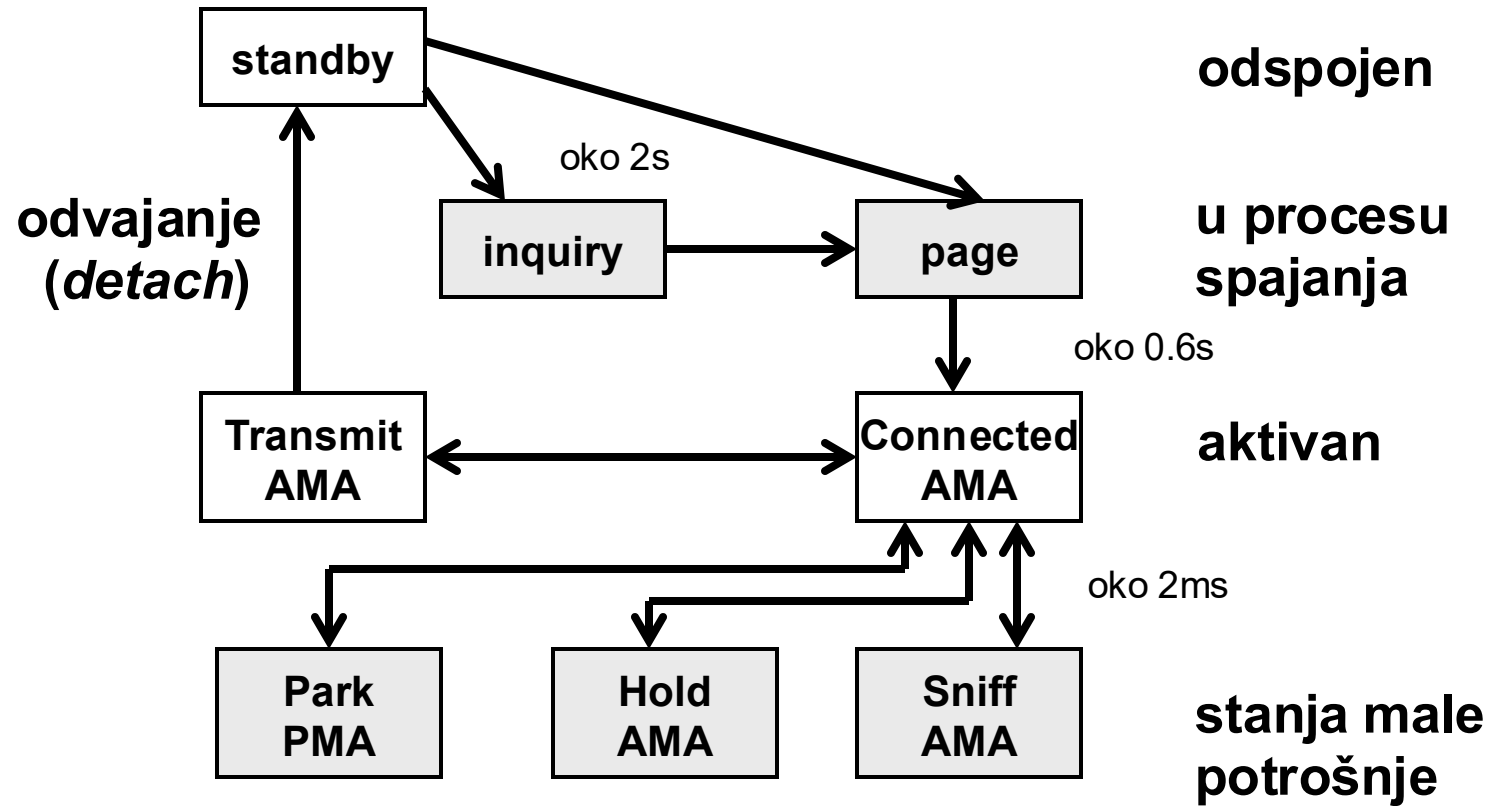 standby
odspojen
oko 2s
odvajanje
(detach)
inquiry
page
u procesu
spajanja
oko 0.6s
Transmit
AMA
Connected
AMA
aktivan
oko 2ms
Park
PMA
Hold
AMA
Sniff
AMA
stanja male
potrošnje